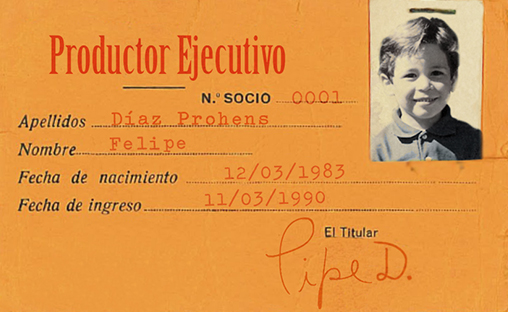 Productor Ejecutivo
N.º SOCIO 0001
Apellidos Díaz Prohens
Nombre Felipe
Fecha de nacimiento 12/03/1983
Fecha de ingreso 11/03/1990
El Titular
Pipe D.